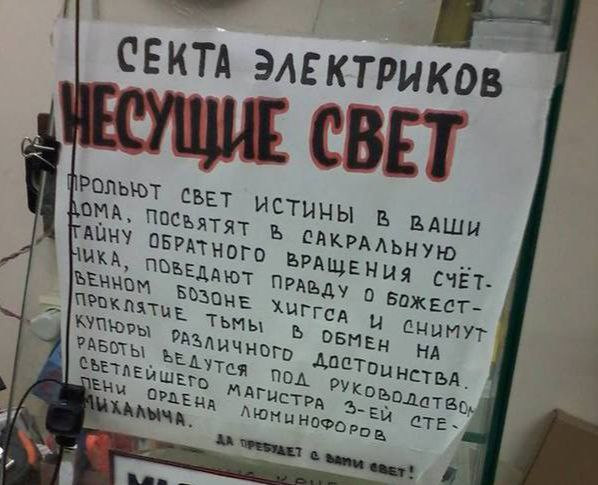 СЕКТА ЭЛЕКТРИКОВ
НЕСУЩИЕ СВЕТ
ПРОЛЬЮТ СВЕТ ИСТИНЫ В ВАШИ
ДОМА, ПОСВЯТЯТ В САКРАЛЬНУЮ
ТАЙНУ ОБРАТНОГО ВРАЩЕНИЯ СЧЁТ-
ЧИКА, ПОВЕДАЮТ ПРАВДУ О БОЖЕСТ-
ВЕННОМ БОЗОНЕ ХИГГСА И СНИМУТ
ПРОКЛЯТИЕ ТЬМЫ В ОБМЕН НА
КУПЮРЫ РАЗЛИЧНОГО ДОСТОИНСТВА.
РАБОТЫ ВЕДУТСЯ ПОД РУКОВОДСТВОМ
СВЕТЛЕЙШЕГО МАГИСТРА 3-ЕЙ СТЕ-
ПЕНИ ОРДЕНА ЛЮМИНОФОРОВ
МИХАЛЫЧА.
ДА ПРЕБУДЕТ С ВАМИ СВЕТ!